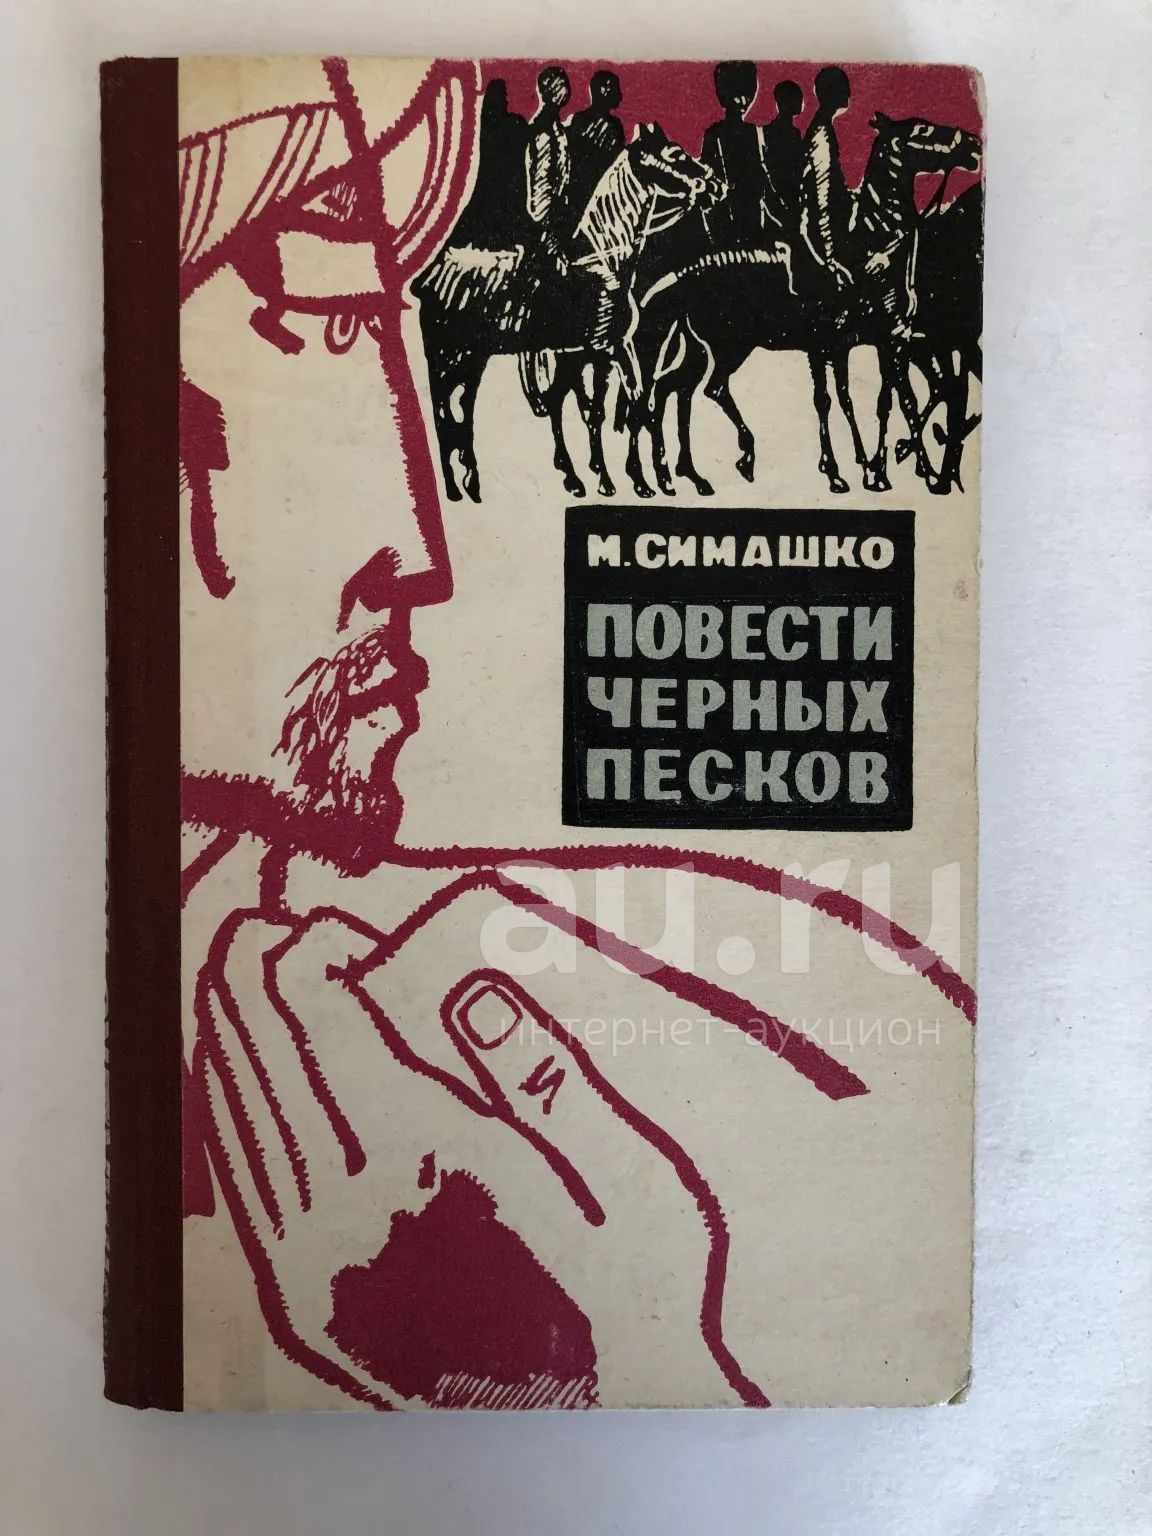 М. СИМАШКО
ПОВЕСТИ
ЧЕРНЫХ
ПЕСКОВ
au.ru
интернет-аукцион